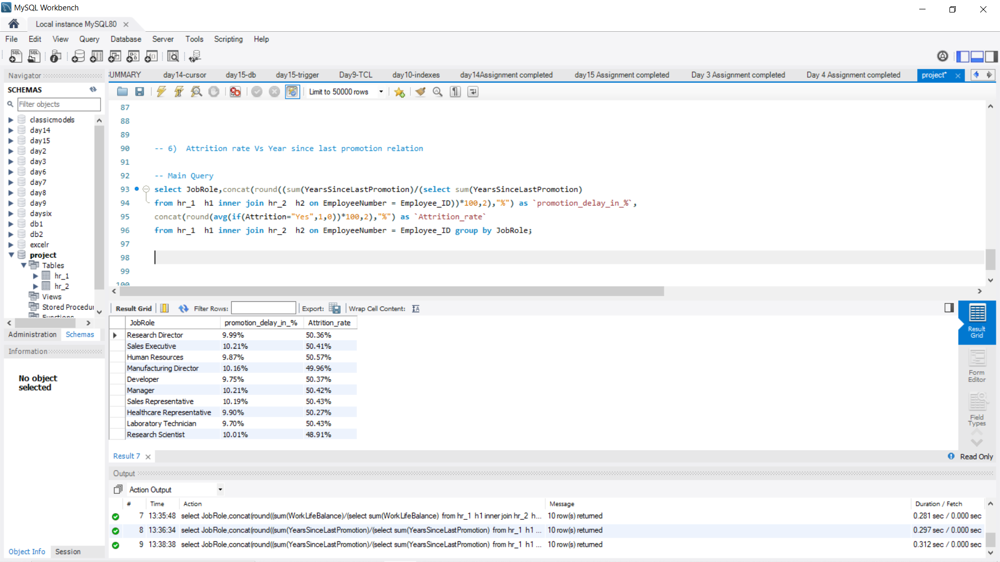 MySQL Workbench
Local instance MySQL80
File Edit View Query Database Server Tools Scripting Help
Navigator
SCHEMAS
Filter objects
classicmodels
day14
day15
day2
day3
day6
day7
day8
day9
daysix
db1
db2
excelr
project
Tables
hr_1
hr_2
Views
Stored Procedur
Functions
Administration Schemas
Information
No object
selected
Object Info Session
SUMMARY day14-cursor day15-db day15-trigger Day9-TCL day10-indexes day14Assignment completed day15 Assignment completed Day 3 Assignment completed Day 4 Assignment completed project*
Limit to 50000 rows
87
88
89
90 -- 6)  Attrition rate Vs Year since last promotion relation
91
92 -- Main Query
93 select JobRole,concat(round((sum(YearsSinceLastPromotion)/(select sum(YearsSinceLastPromotion)
94 from hr_1  h1 inner join hr_2  h2 on EmployeeNumber = Employee_ID))*100,2),"%") as `promotion_delay_in_%`,
95 concat(round(avg(if(Attrition="Yes",1,0))*100,2),"%") as `Attrition_rate`
96 from hr_1  h1 inner join hr_2  h2 on EmployeeNumber = Employee_ID group by JobRole;
97
98
99
100
Result Grid Filter Rows: Export: Wrap Cell Content:
JobRole promotion_delay_in_% Attrition_rate
Research Director 9.99% 50.36%
Sales Executive 10.21% 50.41%
Human Resources 9.87% 50.57%
Manufacturing Director 10.16% 49.96%
Developer 9.75% 50.37%
Manager 10.21% 50.42%
Sales Representative 10.19% 50.43%
Healthcare Representative 9.90% 50.27%
Laboratory Technician 9.70% 50.43%
Research Scientist 10.01% 48.91%
Result
Grid
Form
Editor
Field
Types
Result 7
Read Only
Output
Action Output
# Time Action Message Duration / Fetch
7 13:35:48 select JobRole,concat(round((sum(WorkLifeBalance)/(select sum(WorkLifeBalance) from hr_1 h1 inner join hr_2 h... 10 row(s) returned 0.281 sec / 0.000 sec
8 13:36:34 select JobRole,concat(round((sum(YearsSinceLastPromotion)/(select sum(YearsSinceLastPromotion) from hr_1 h1 ... 10 row(s) returned 0.297 sec / 0.000 sec
9 13:38:38 select JobRole,concat(round((sum(YearsSinceLastPromotion)/(select sum(YearsSinceLastPromotion) from hr_1 h1 ... 10 row(s) returned 0.312 sec / 0.000 sec